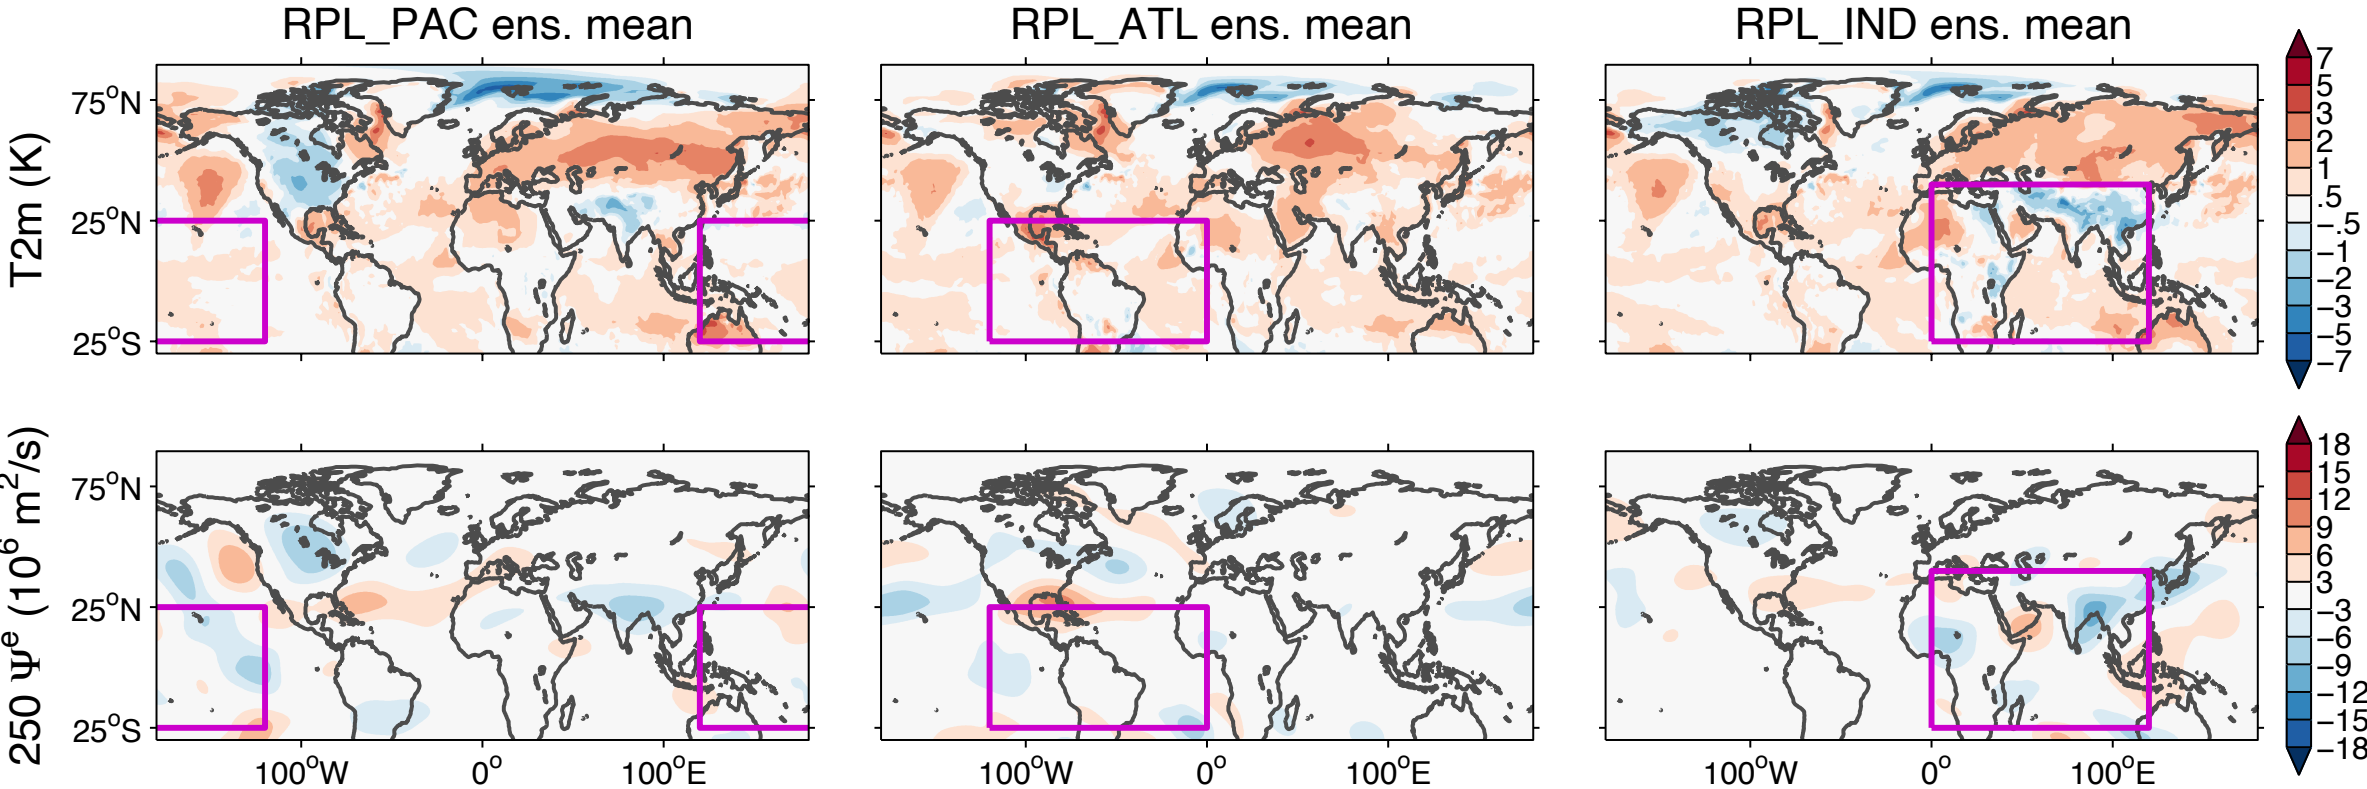 RPL_PAC ens. mean
RPL_ATL ens. mean
RPL_IND ens. mean
T2m (K)
75°N
25°N
25°S
7
5
3
2
1
.5
−.5
−1
−2
−3
−5
−7
250 Ψᵉ (10⁶ m²/s)
75°N
25°N
25°S
18
15
12
9
6
3
−3
−6
−9
−12
−15
−18
100°W
0°
100°E
100°W
0°
100°E
100°W
0°
100°E